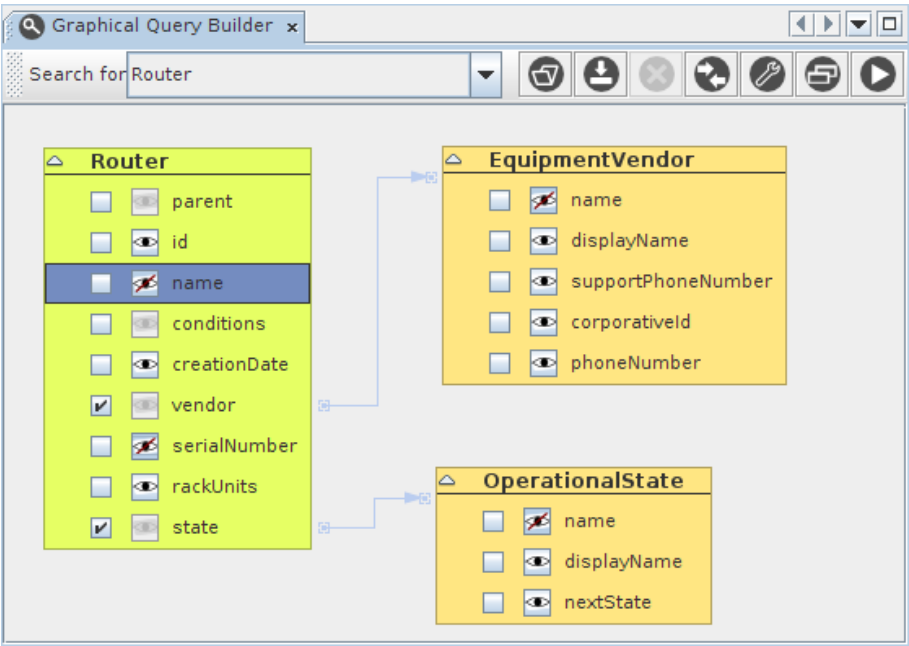 Graphical Query Builder x
Search for Router
Router
parent
id
name
conditions
creationDate
vendor
serialNumber
rackUnits
state
EquipmentVendor
name
displayName
supportPhoneNumber
corporativeId
phoneNumber
OperationalState
name
displayName
nextState